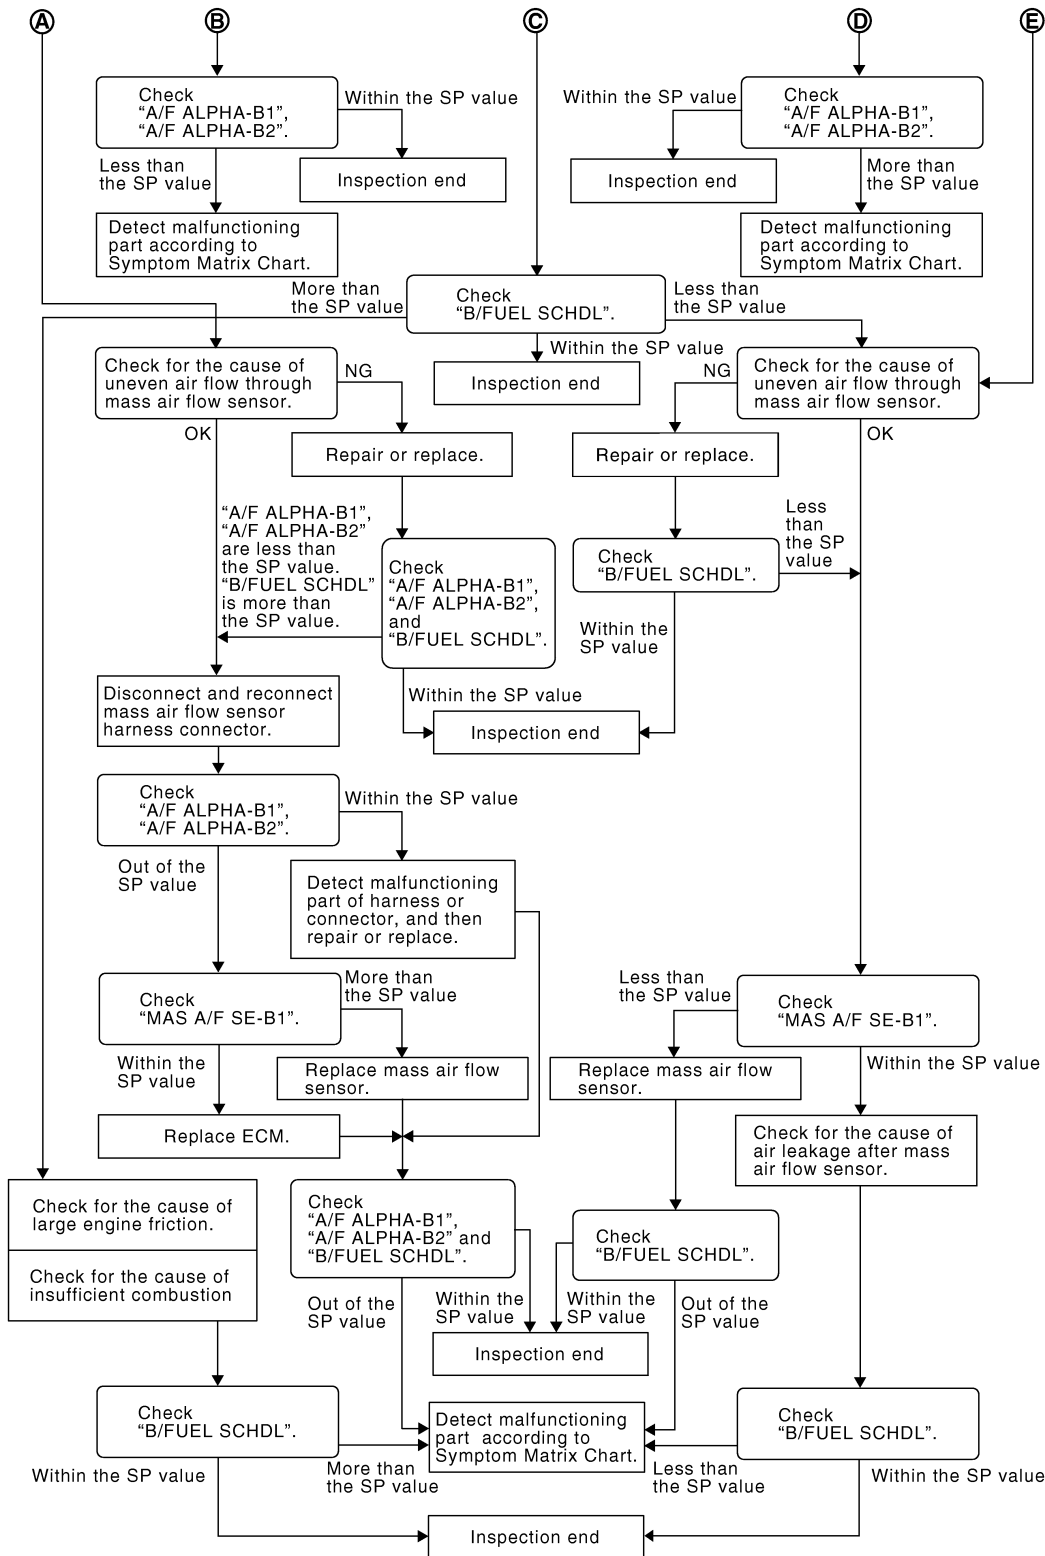 A
B
C
D
E
Check
“A/F ALPHA-B1”,
“A/F ALPHA-B2”.
Within the SP value
Inspection end
Less than
the SP value
Detect malfunctioning
part according to
Symptom Matrix Chart.
Within the SP value
Check
“A/F ALPHA-B1”,
“A/F ALPHA-B2”.
Inspection end
More than
the SP value
Detect malfunctioning
part according to
Symptom Matrix Chart.
More than
the SP value
Check
“B/FUEL SCHDL”.
Less than
the SP value
Within the SP value
Inspection end
Check for the cause of
uneven air flow through
mass air flow sensor.
NG
OK
Repair or replace.
NG
Check for the cause of
uneven air flow through
mass air flow sensor.
OK
Repair or replace.
“A/F ALPHA-B1”,
“A/F ALPHA-B2”
are less than
the SP value.
“B/FUEL SCHDL”
is more than
the SP value.
Check
“A/F ALPHA-B1”,
“A/F ALPHA-B2”,
and
“B/FUEL SCHDL”.
Check
“B/FUEL SCHDL”.
Less
than
the SP
value
Within the
SP value
Within the SP value
Inspection end
Disconnect and reconnect
mass air flow sensor
harness connector.
Check
“A/F ALPHA-B1”,
“A/F ALPHA-B2”.
Within the SP value
Out of the
SP value
Detect malfunctioning
part of harness or
connector, and then
repair or replace.
Check
“MAS A/F SE-B1”.
More than
the SP value
Less than
the SP value
Check
“MAS A/F SE-B1”.
Within the
SP value
Replace mass air flow
sensor.
Replace mass air flow
sensor.
Within the SP value
Replace ECM.
Check for the cause of
air leakage after mass
air flow sensor.
Check for the cause of
large engine friction.
Check for the cause of
insufficient combustion
Check
“A/F ALPHA-B1”,
“A/F ALPHA-B2” and
“B/FUEL SCHDL”.
Check
“B/FUEL SCHDL”.
Out of the
SP value
Within the
SP value
Within the
SP value
Out of the
SP value
Inspection end
Check
“B/FUEL SCHDL”.
Detect malfunctioning
part according to
Symptom Matrix Chart.
Check
“B/FUEL SCHDL”.
Within the SP value
More than
the SP value
Less than
the SP value
Within the SP value
Inspection end